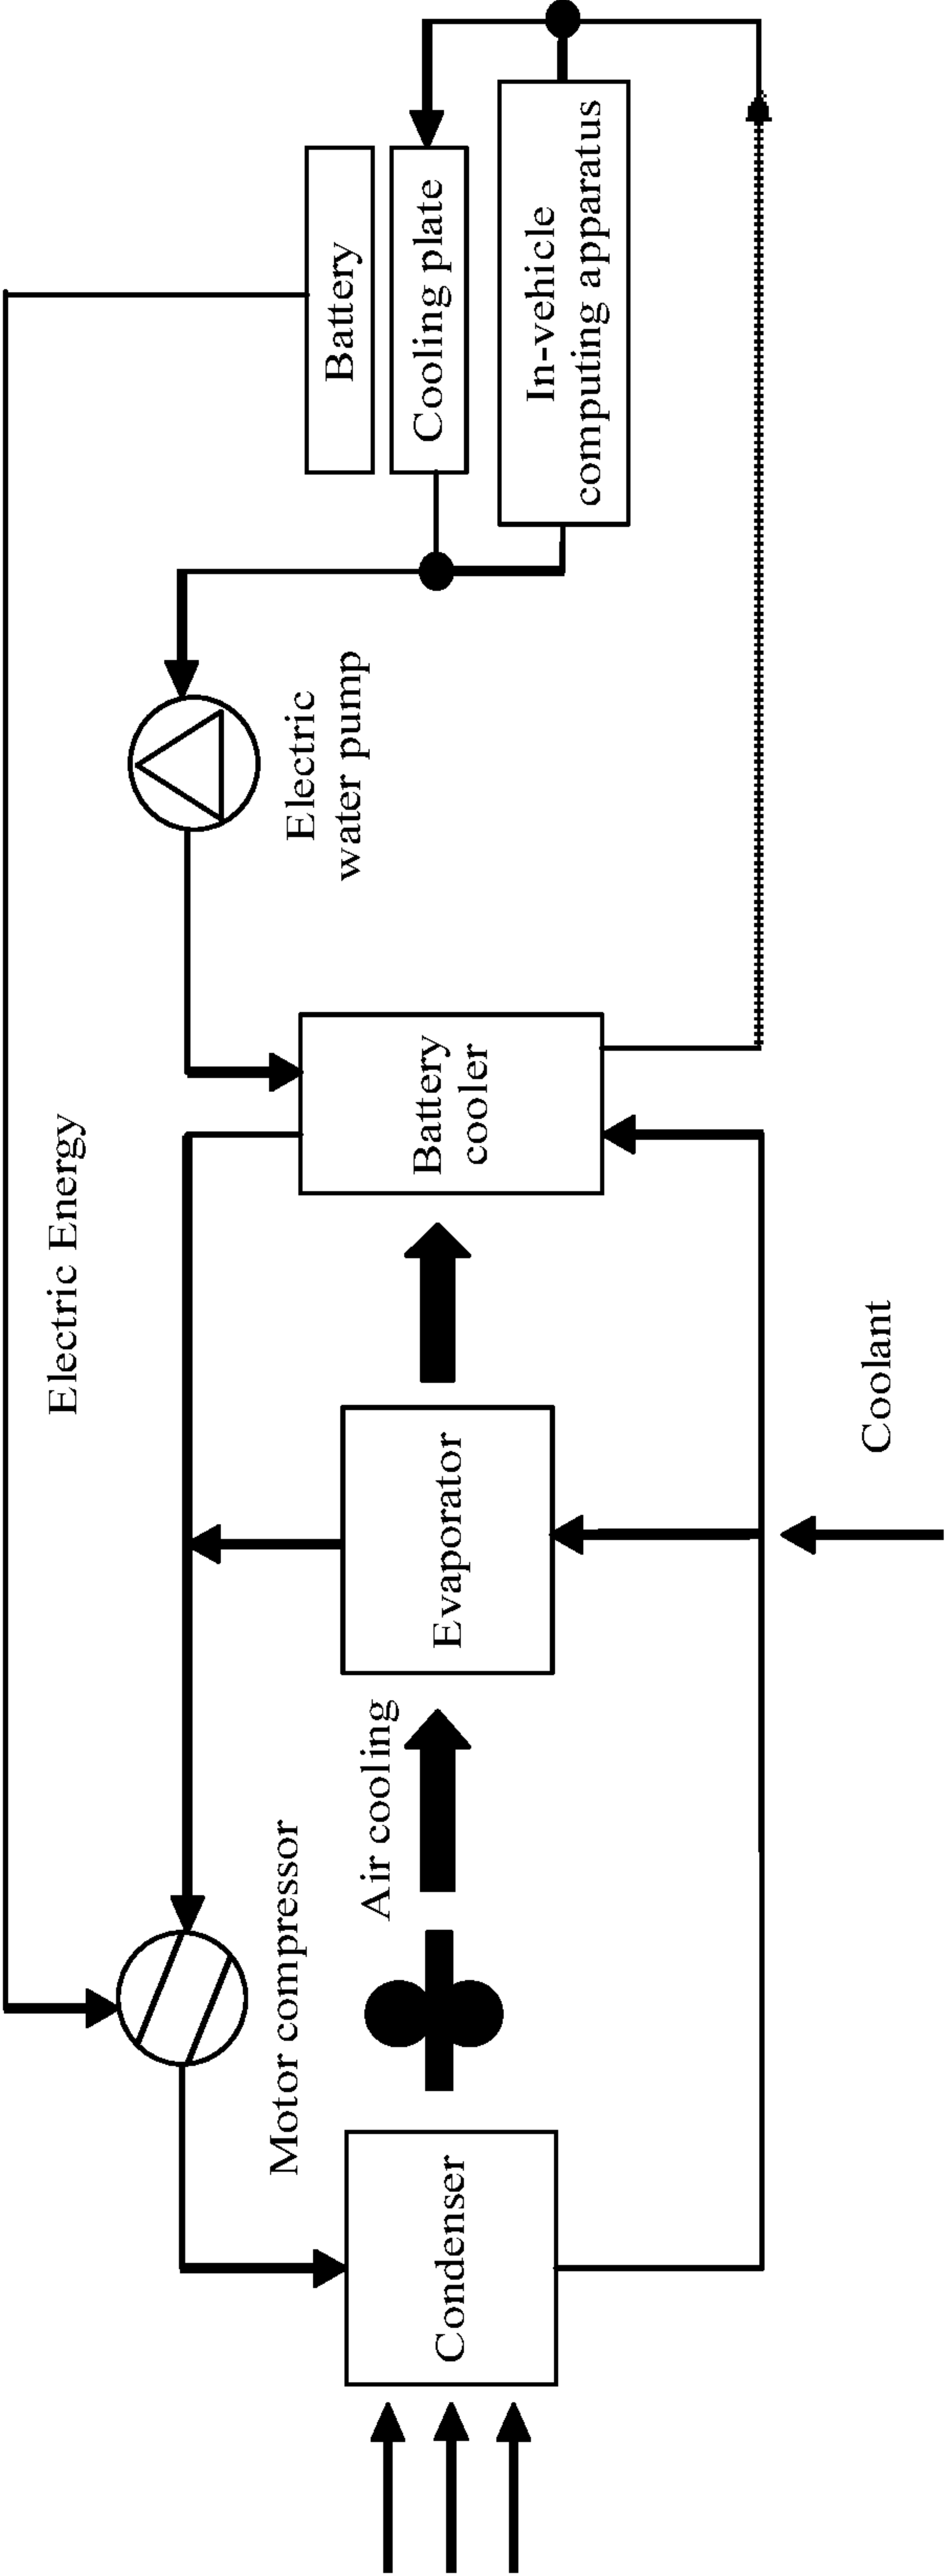 Electric Energy
Motor compressor
Electric
water pump
Battery
Air cooling
Condenser
Evaporator
Battery
cooler
Cooling plate
In-vehicle
computing apparatus
Coolant